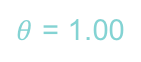 θ = 1.00